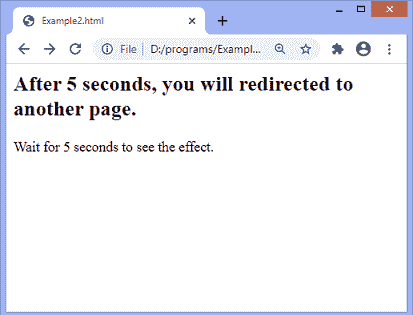 Example2.html
File | D:/programs/Exampl...
After 5 seconds, you will redirected to
another page.
Wait for 5 seconds to see the effect.